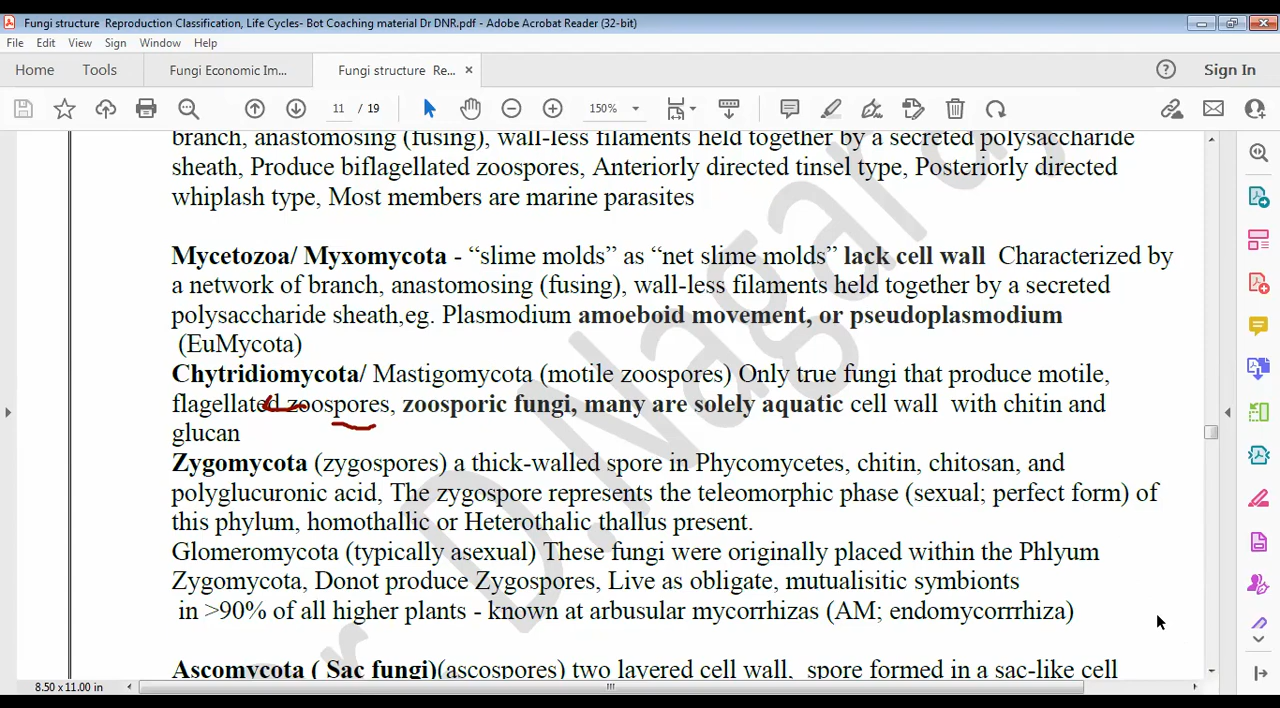 Fungi structure Reproduction Classification, Life Cycles- Bot Coaching material Dr DNR.pdf - Adobe Acrobat Reader (32-bit)
File Edit View Sign Window Help
Home Tools Fungi Economic Im... Fungi structure Re... × Sign In
11 / 19 150%
branch, anastomosing (fusing), wall-less filaments held together by a secreted polysaccharide
sheath, Produce biflagellated zoospores, Anteriorly directed tinsel type, Posteriorly directed
whiplash type, Most members are marine parasites
Mycetozoa/ Myxomycota - “slime molds” as “net slime molds” lack cell wall Characterized by
a network of branch, anastomosing (fusing), wall-less filaments held together by a secreted
polysaccharide sheath,eg. Plasmodium amoeboid movement, or pseudoplasmodium
(EuMycota)
Chytridiomycota/ Mastigomycota (motile zoospores) Only true fungi that produce motile,
flagellated zoospores, zoosporic fungi, many are solely aquatic cell wall with chitin and
glucan
Zygomycota (zygospores) a thick-walled spore in Phycomycetes, chitin, chitosan, and
polyglucuronic acid, The zygospore represents the teleomorphic phase (sexual; perfect form) of
this phylum, homothallic or Heterothalic thallus present.
Glomeromycota (typically asexual) These fungi were originally placed within the Phlyum
Zygomycota, Donot produce Zygospores, Live as obligate, mutualisitic symbionts
in >90% of all higher plants - known at arbusular mycorrhizas (AM; endomycorrrhiza)
Ascomycota ( Sac fungi)(ascospores) two layered cell wall, spore formed in a sac-like cell
8.50 x 11.00 in